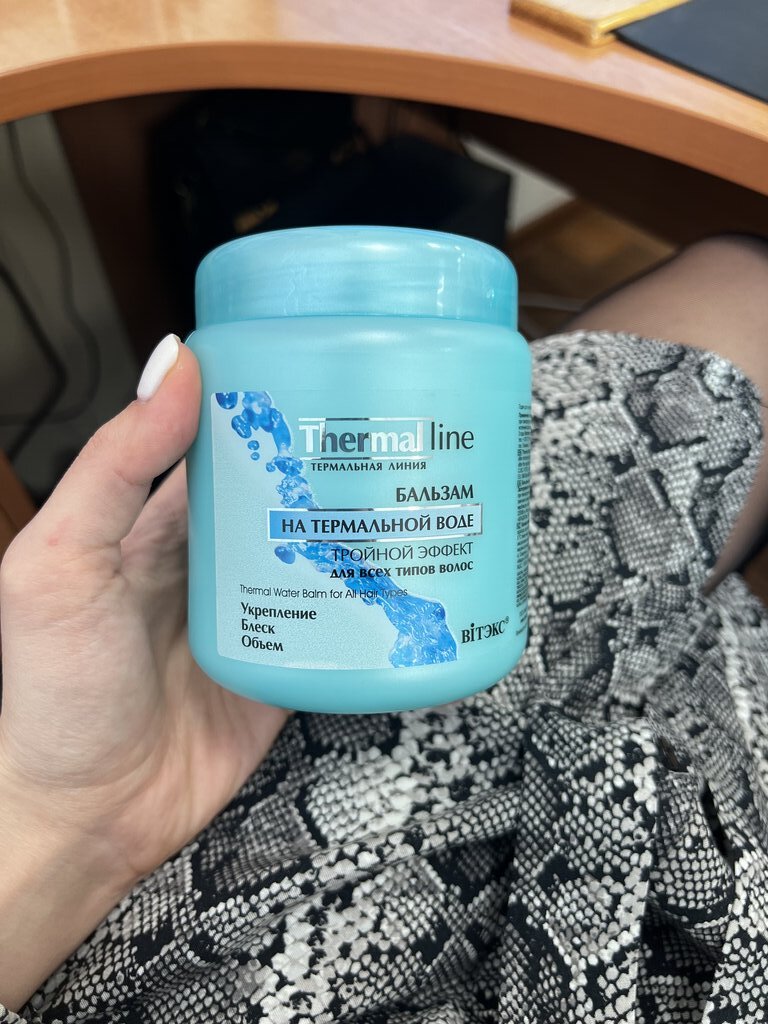 Thermal line
ТЕРМАЛЬНАЯ ЛИНИЯ
БАЛЬЗАМ
НА ТЕРМАЛЬНОЙ ВОДЕ
ТРОЙНОЙ ЭФФЕКТ
для всех типов волос
Thermal Water Balm for All Hair Types
Укрепление
Блеск
Объем
ВІТЭКС®